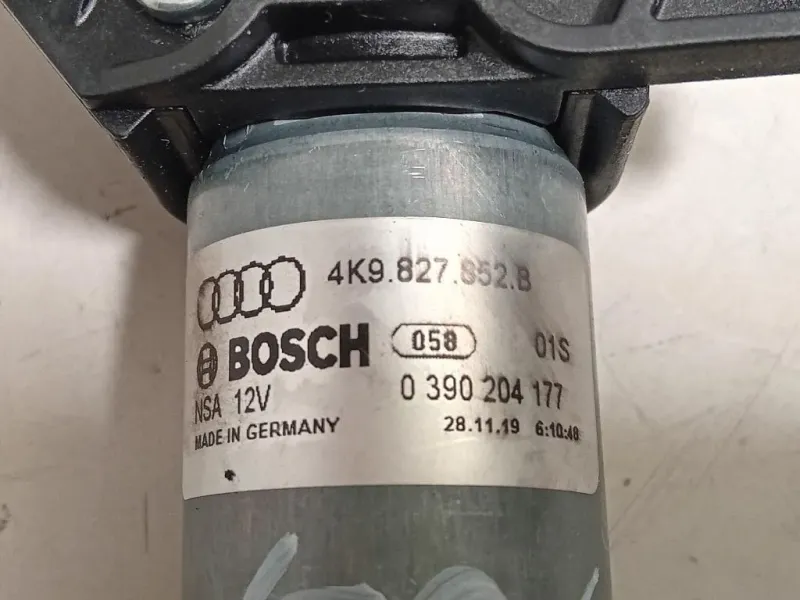 4K9.827.852.B
BOSCH 058 01S
NSA 12V 0 390 204 177
MADE IN GERMANY 28.11.19 6:10:48